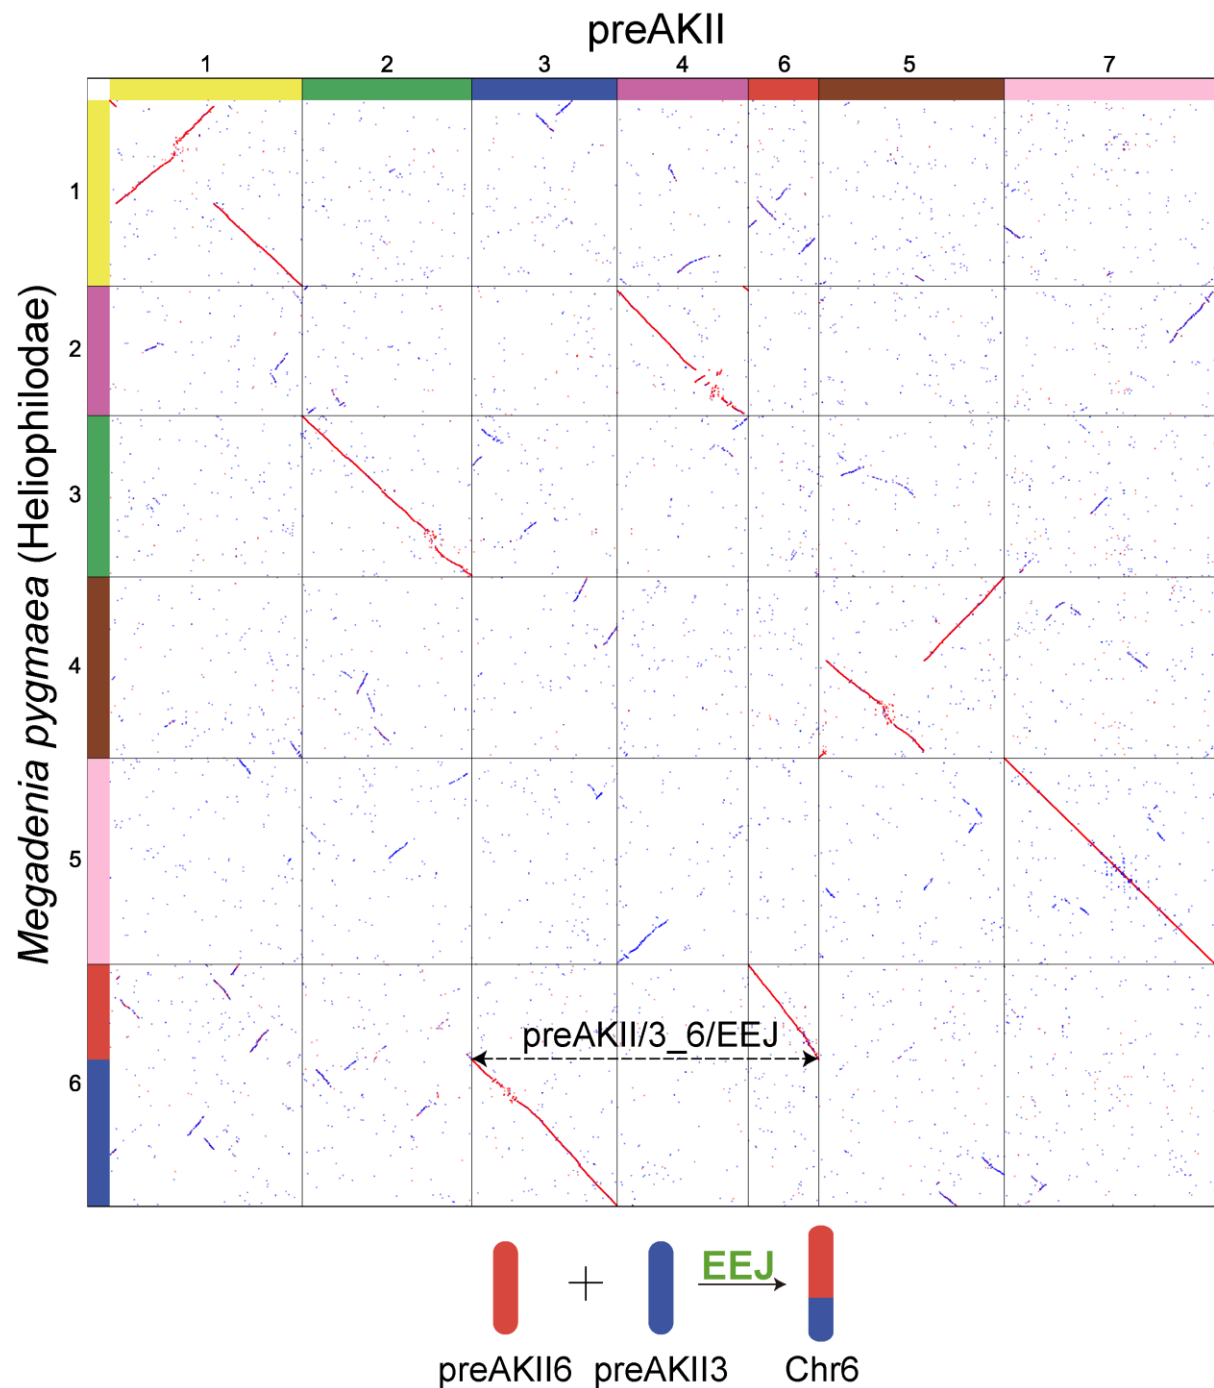 preAKII
1 2 3 4 6 5 7
Megadenia pygmaea (Heliophilodae)
1
2
3
4
5
6
preAKII/3_6/EEJ
EEJ
preAKII6 preAKII3 Chr6